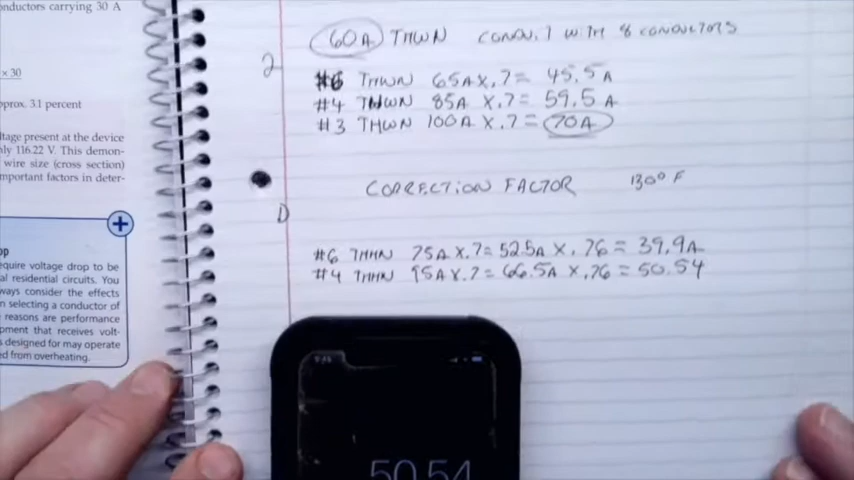 onductors carrying 30 A
× 30
pprox. 3.1 percent
ltage present at the device
ly 116.22 V. This demon-
wire size (cross section)
mportant factors in deter-
op
equire voltage drop to be
al residential circuits. You
ways consider the effects
n selecting a conductor of
reasons are performance
pment that receives volt-
s designed for may operate
ed from overheating.
60A THWN CONDUIT WITH 8 CONDUCTORS
2
#6 THWN 65A X .7 = 45.5A
#4 THWN 85A X .7 = 59.5 A
#3 THWN 100A X .7 = 70A
CORRECTION FACTOR 130° F
D
#6 THHN 75A X .7 = 52.5A X .76 = 39.9A
#4 THHN 95A X .7 = 66.5A X .76 = 50.54
50.54